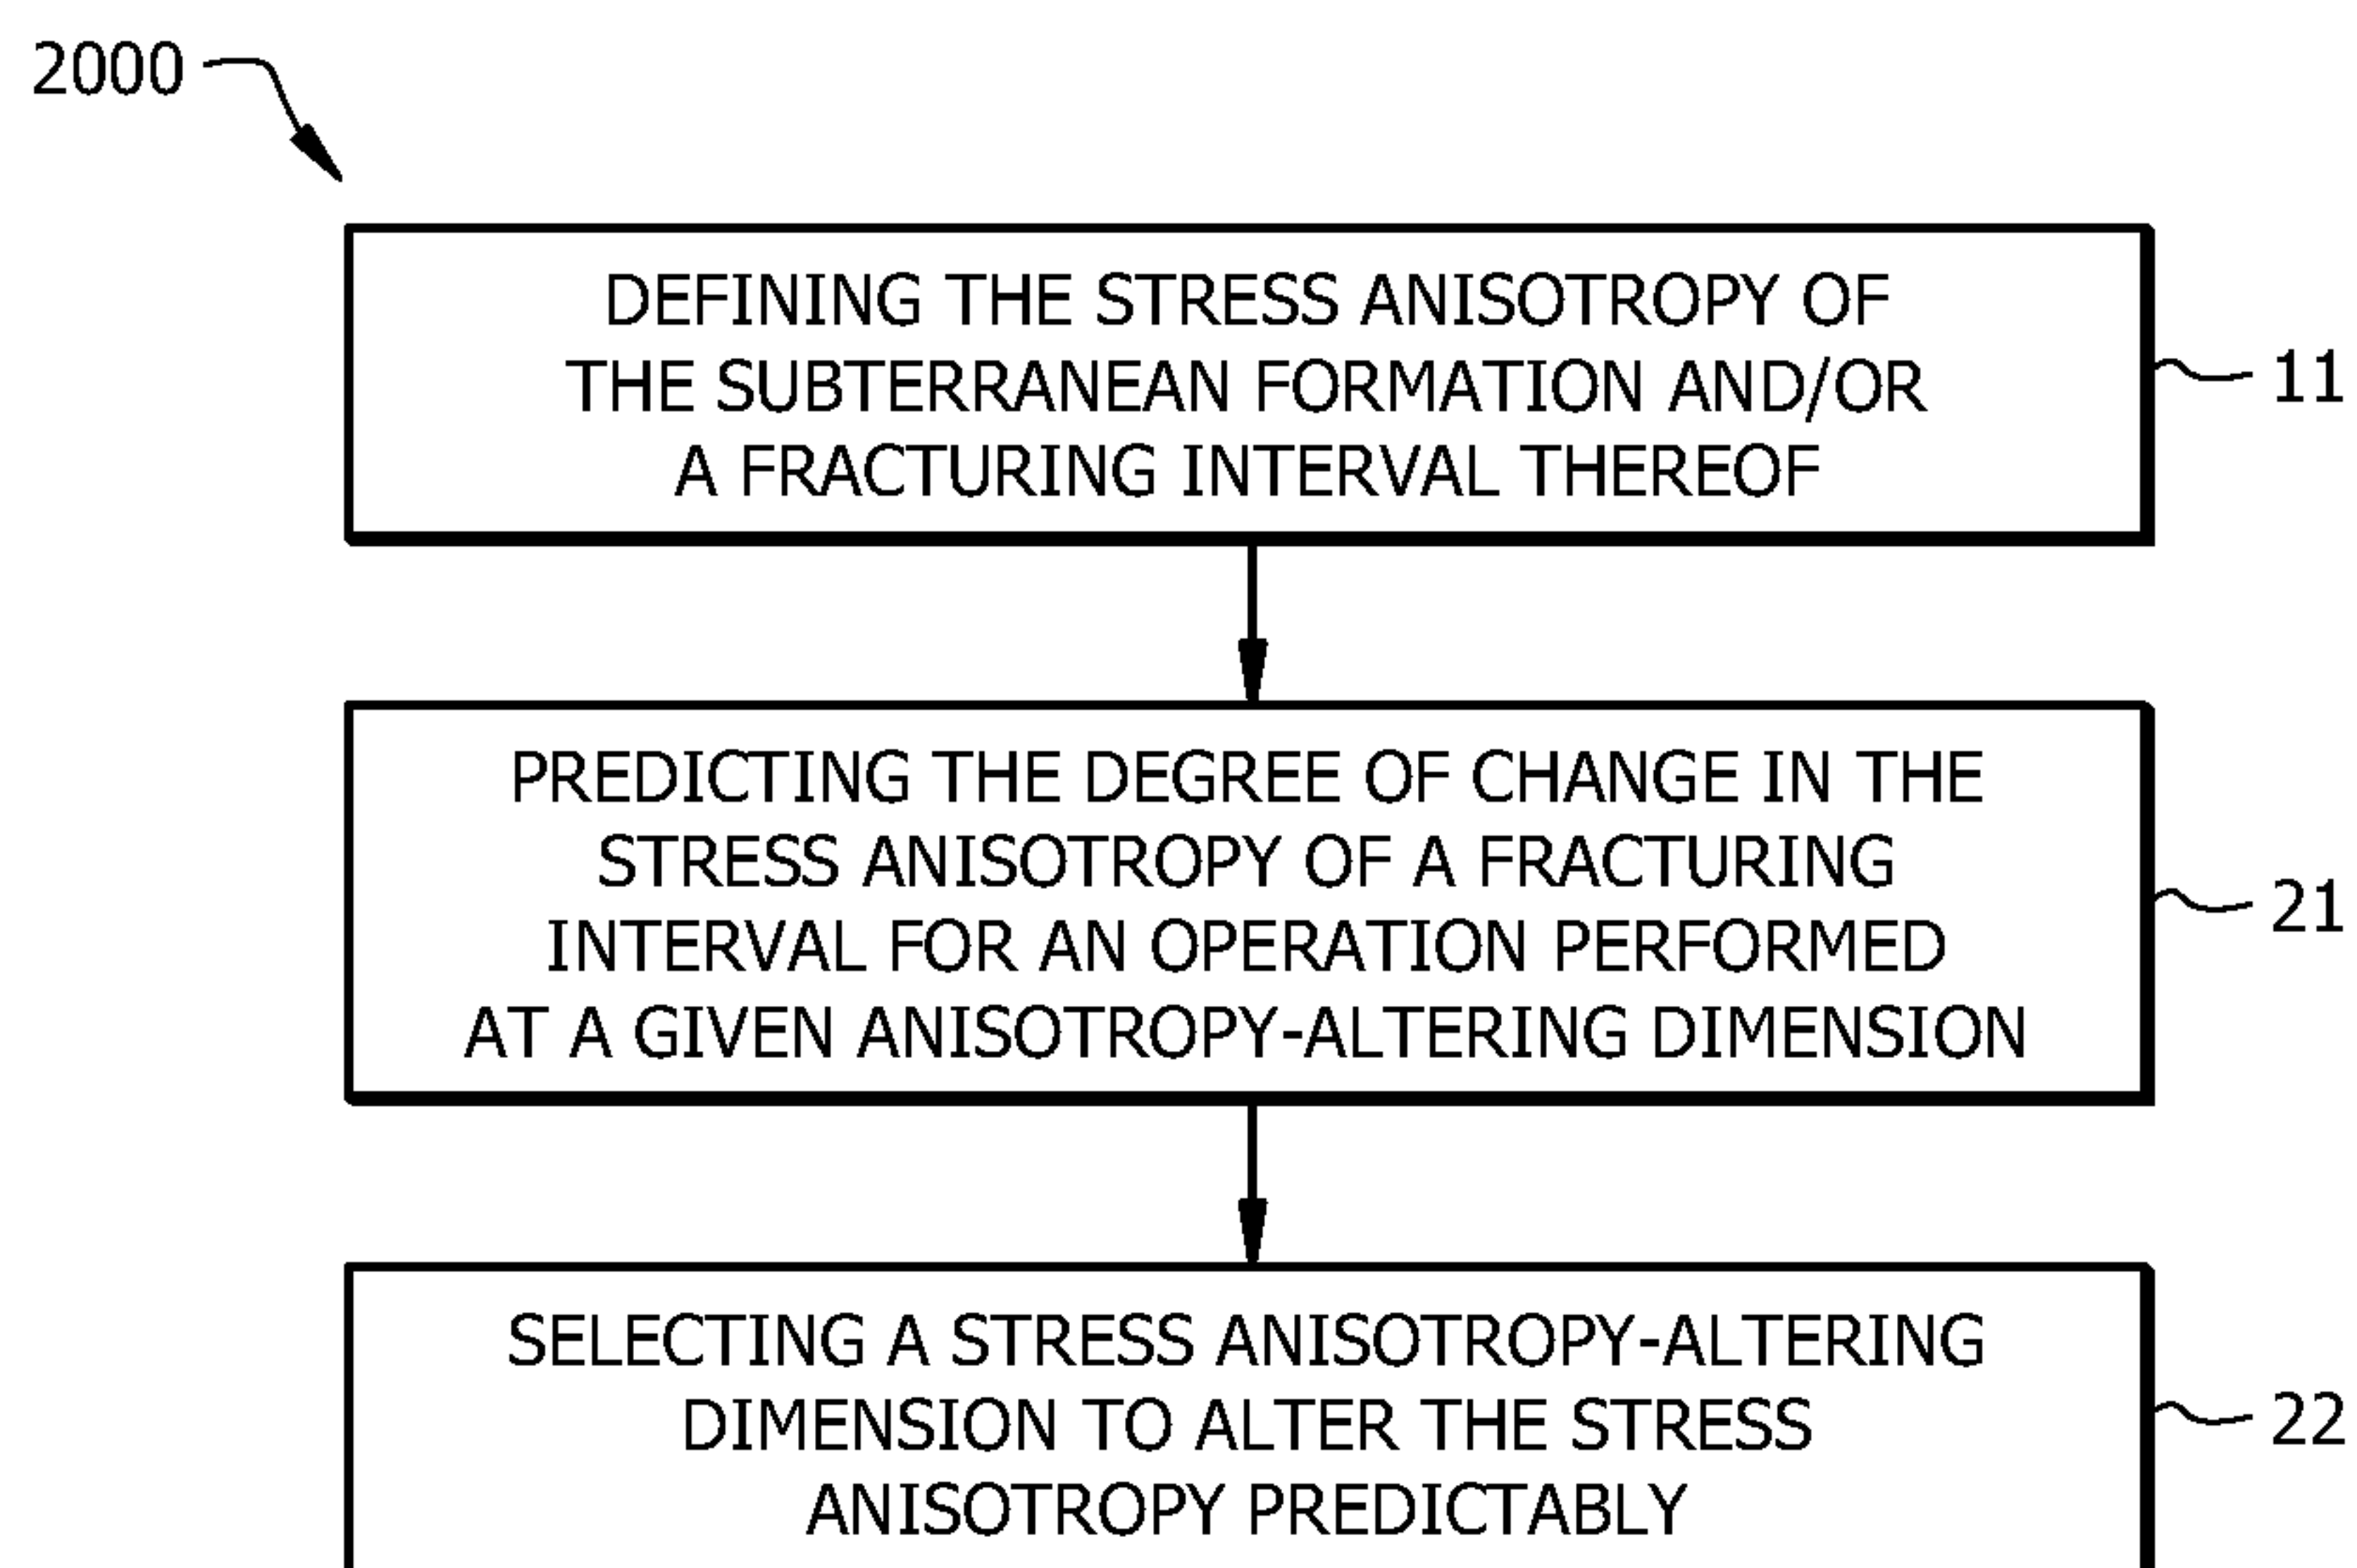 2000
DEFINING THE STRESS ANISOTROPY OF
THE SUBTERRANEAN FORMATION AND/OR
A FRACTURING INTERVAL THEREOF
11
PREDICTING THE DEGREE OF CHANGE IN THE
STRESS ANISOTROPY OF A FRACTURING
INTERVAL FOR AN OPERATION PERFORMED
AT A GIVEN ANISOTROPY-ALTERING DIMENSION
21
SELECTING A STRESS ANISOTROPY-ALTERING
DIMENSION TO ALTER THE STRESS
ANISOTROPY PREDICTABLY
22